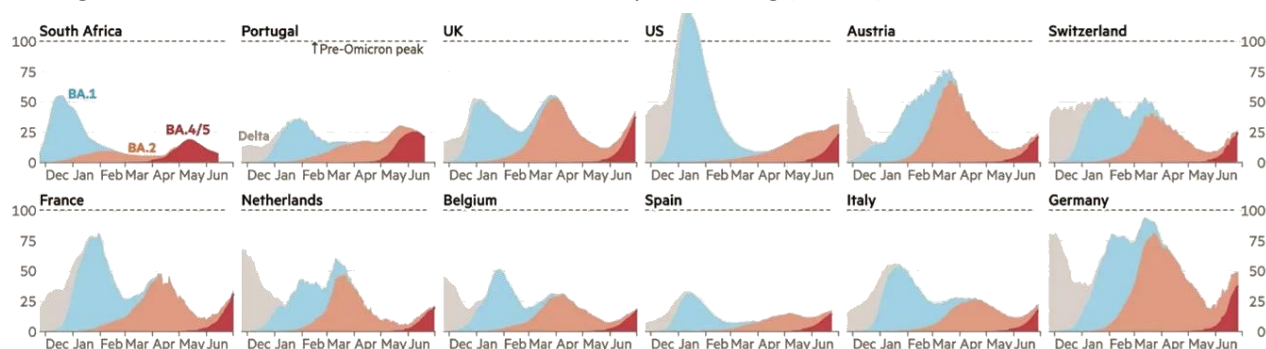 South Africa Portugal UK US Austria Switzerland
100 ↑Pre-Omicron peak 100
75 75
50 BA.1 50
25 Delta BA.2 BA.4/5 25
0 0
Dec Jan Feb Mar Apr May Jun Dec Jan Feb Mar Apr May Jun Dec Jan Feb Mar Apr May Jun Dec Jan Feb Mar Apr May Jun Dec Jan Feb Mar Apr May Jun Dec Jan Feb Mar Apr May Jun
France Netherlands Belgium Spain Italy Germany
100 100
75 75
50 50
25 25
0 0
Dec Jan Feb Mar Apr May Jun Dec Jan Feb Mar Apr May Jun Dec Jan Feb Mar Apr May Jun Dec Jan Feb Mar Apr May Jun Dec Jan Feb Mar Apr May Jun Dec Jan Feb Mar Apr May Jun